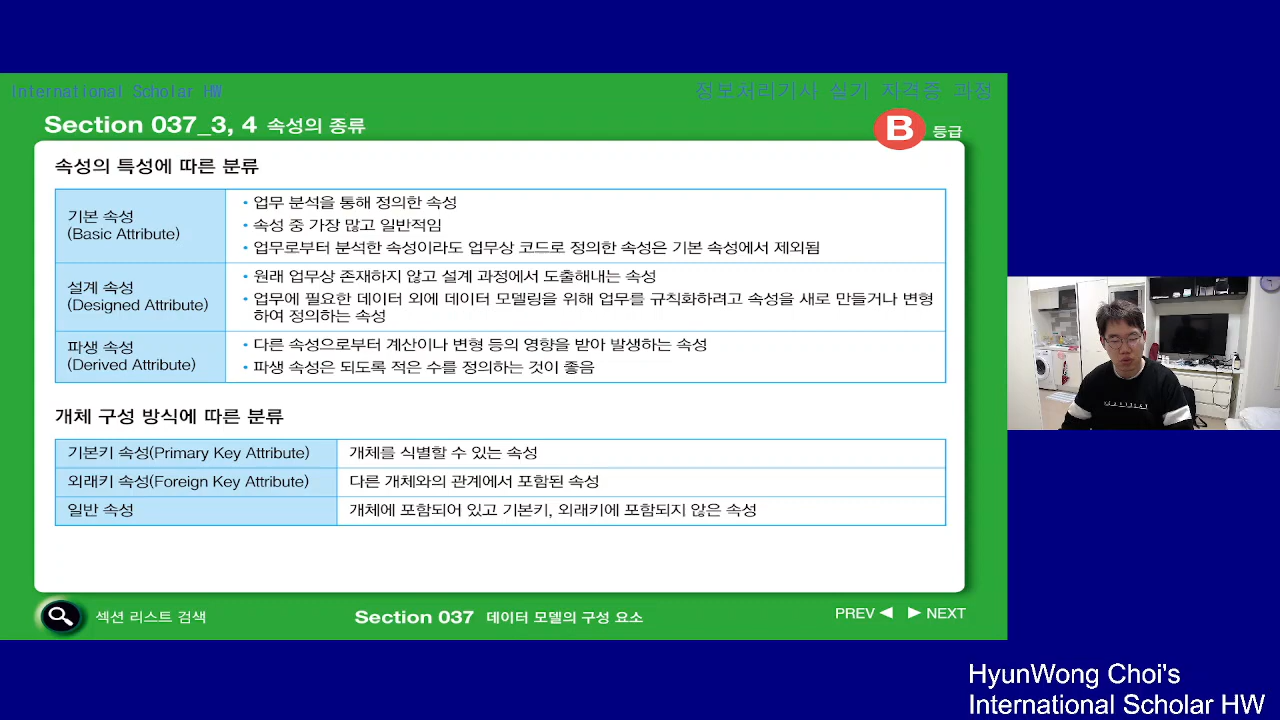 International Scholar HW
정보처리기사 실기 자격증 과정
Section 037_3, 4 속성의 종류
B 등급
속성의 특성에 따른 분류
기본 속성
(Basic Attribute)
• 업무 분석을 통해 정의한 속성
• 속성 중 가장 많고 일반적임
• 업무로부터 분석한 속성이라도 업무상 코드로 정의한 속성은 기본 속성에서 제외됨
설계 속성
(Designed Attribute)
• 원래 업무상 존재하지 않고 설계 과정에서 도출해내는 속성
• 업무에 필요한 데이터 외에 데이터 모델링을 위해 업무를 규칙화하려고 속성을 새로 만들거나 변형
하여 정의하는 속성
파생 속성
(Derived Attribute)
• 다른 속성으로부터 계산이나 변형 등의 영향을 받아 발생하는 속성
• 파생 속성은 되도록 적은 수를 정의하는 것이 좋음
개체 구성 방식에 따른 분류
기본키 속성(Primary Key Attribute) 개체를 식별할 수 있는 속성
외래키 속성(Foreign Key Attribute) 다른 개체와의 관계에서 포함된 속성
일반 속성 개체에 포함되어 있고 기본키, 외래키에 포함되지 않은 속성
섹션 리스트 검색
Section 037 데이터 모델의 구성 요소
PREV ◀ ▶ NEXT
HyunWong Choi's
International Scholar HW